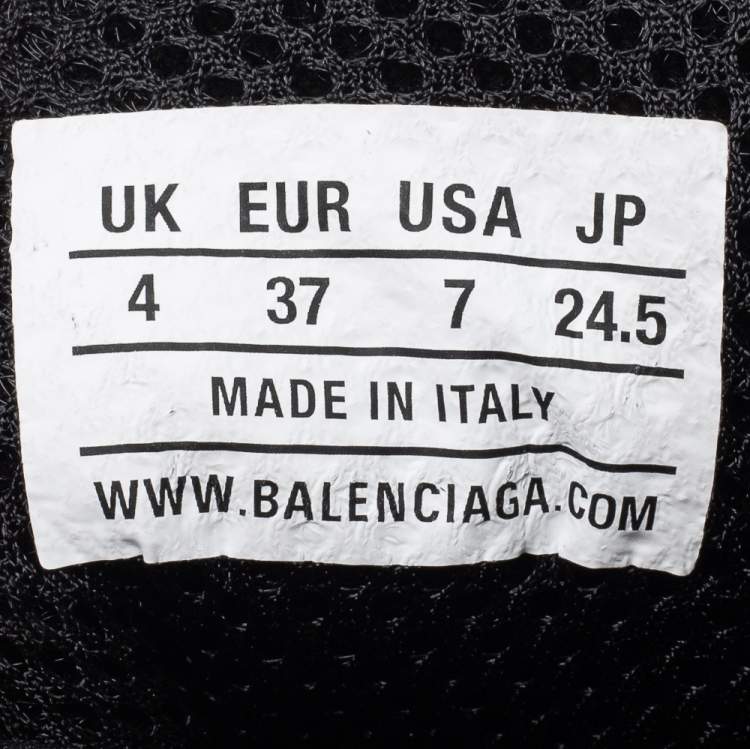 UK EUR USA JP
4 37 7 24.5
MADE IN ITALY
WWW.BALENCIAGA.COM